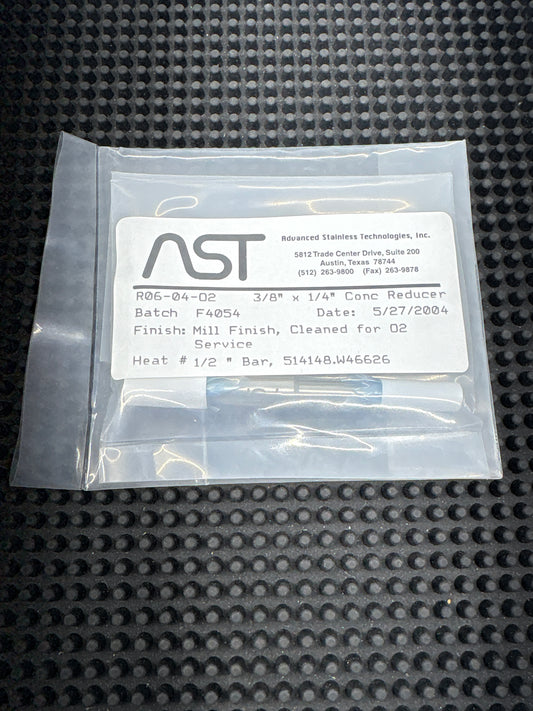 AST
Advanced Stainless Technologies, Inc.
5812 Trade Center Drive, Suite 200
Austin, Texas 78744
(512) 263-9800 (Fax) 263-9878
R06-04-O2 3/8" x 1/4" Conc Reducer
Batch F4054 Date: 5/27/2004
Finish: Mill Finish, Cleaned for O2
Service
Heat # 1/2 " Bar, 514148.W46626